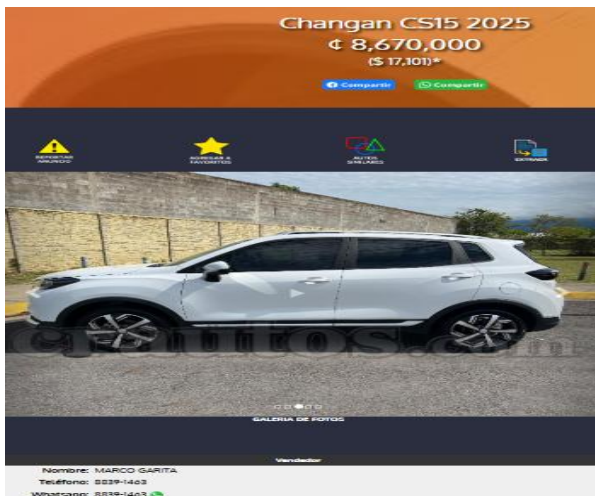 Changan CS15 2025
¢ 8,670,000
($ 17,101)*
Compartir
Compartir
REPORTAR ANUNCIO
AGREGAR A FAVORITOS
AUTOS SIMILARES
crautos.com
GALERIA DE FOTOS
Vendedor
Nombre: MARCO GARITA
Teléfono: 8839-1463
Whatsapp: 8839-1463